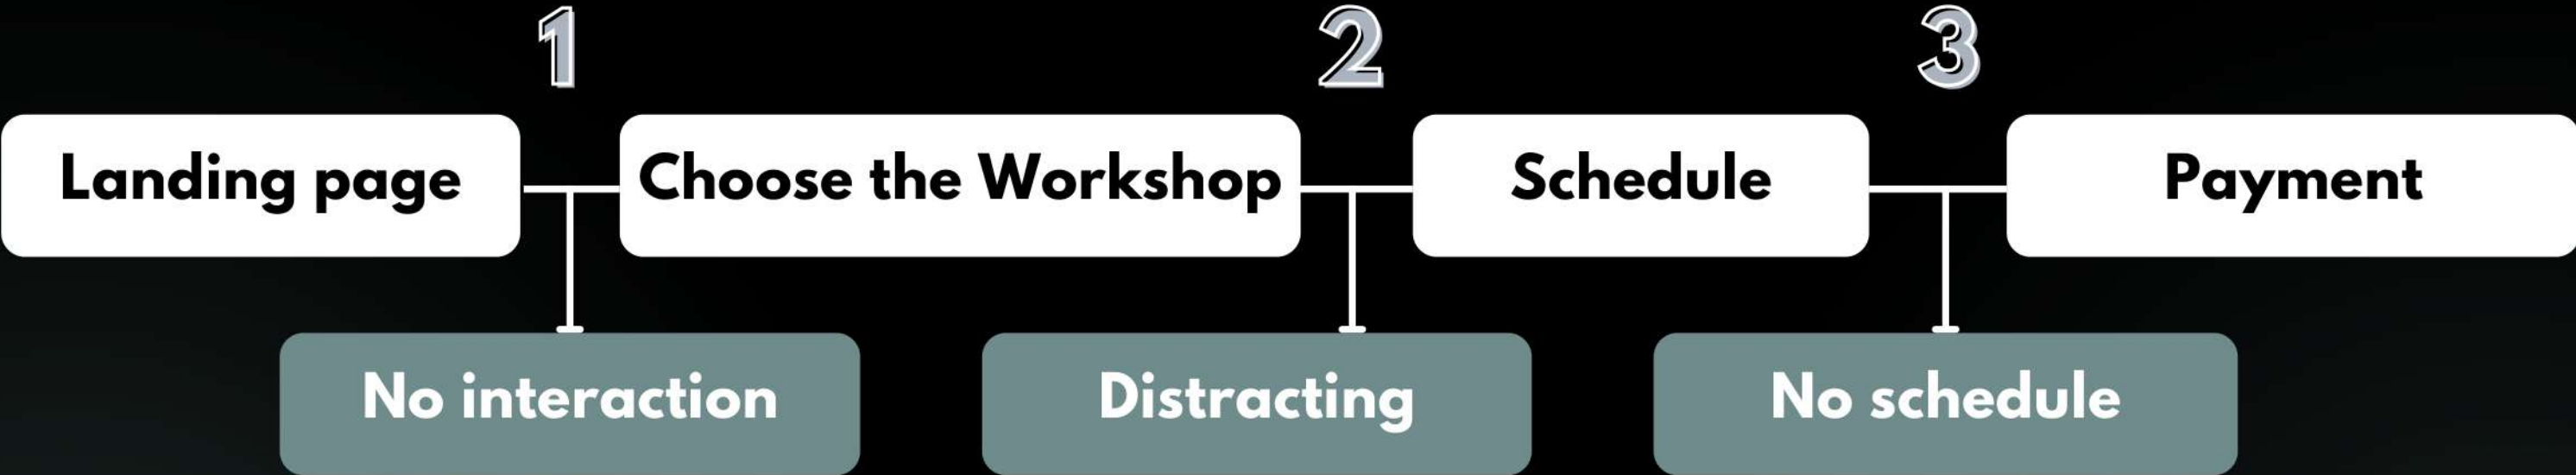 1
2
3
Landing page
Choose the Workshop
Schedule
Payment
No interaction
Distracting
No schedule